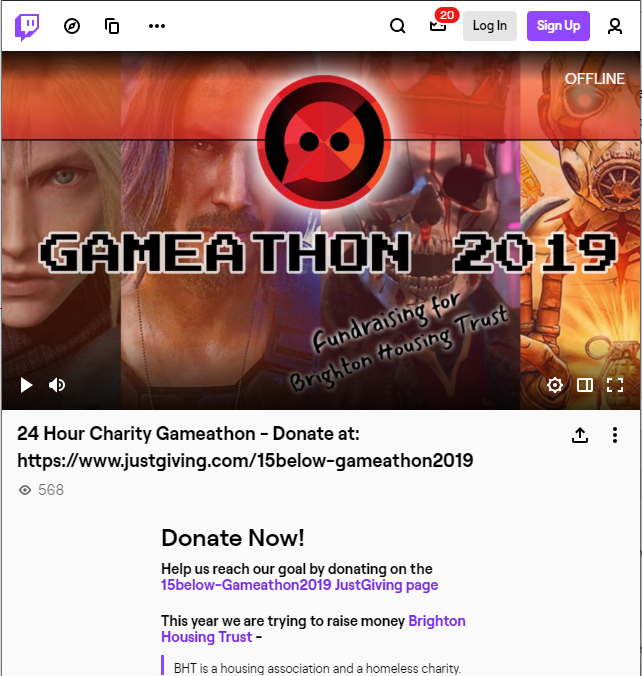 20
Log In
Sign Up
OFFLINE
GAMEATHON 2019
Fundraising for
Brighton Housing Trust
24 Hour Charity Gameathon - Donate at:
https://www.justgiving.com/15below-gameathon2019
568
Donate Now!
Help us reach our goal by donating on the
15below-Gameathon2019 JustGiving page
This year we are trying to raise money Brighton
Housing Trust -
BHT is a housing association and a homeless charity.